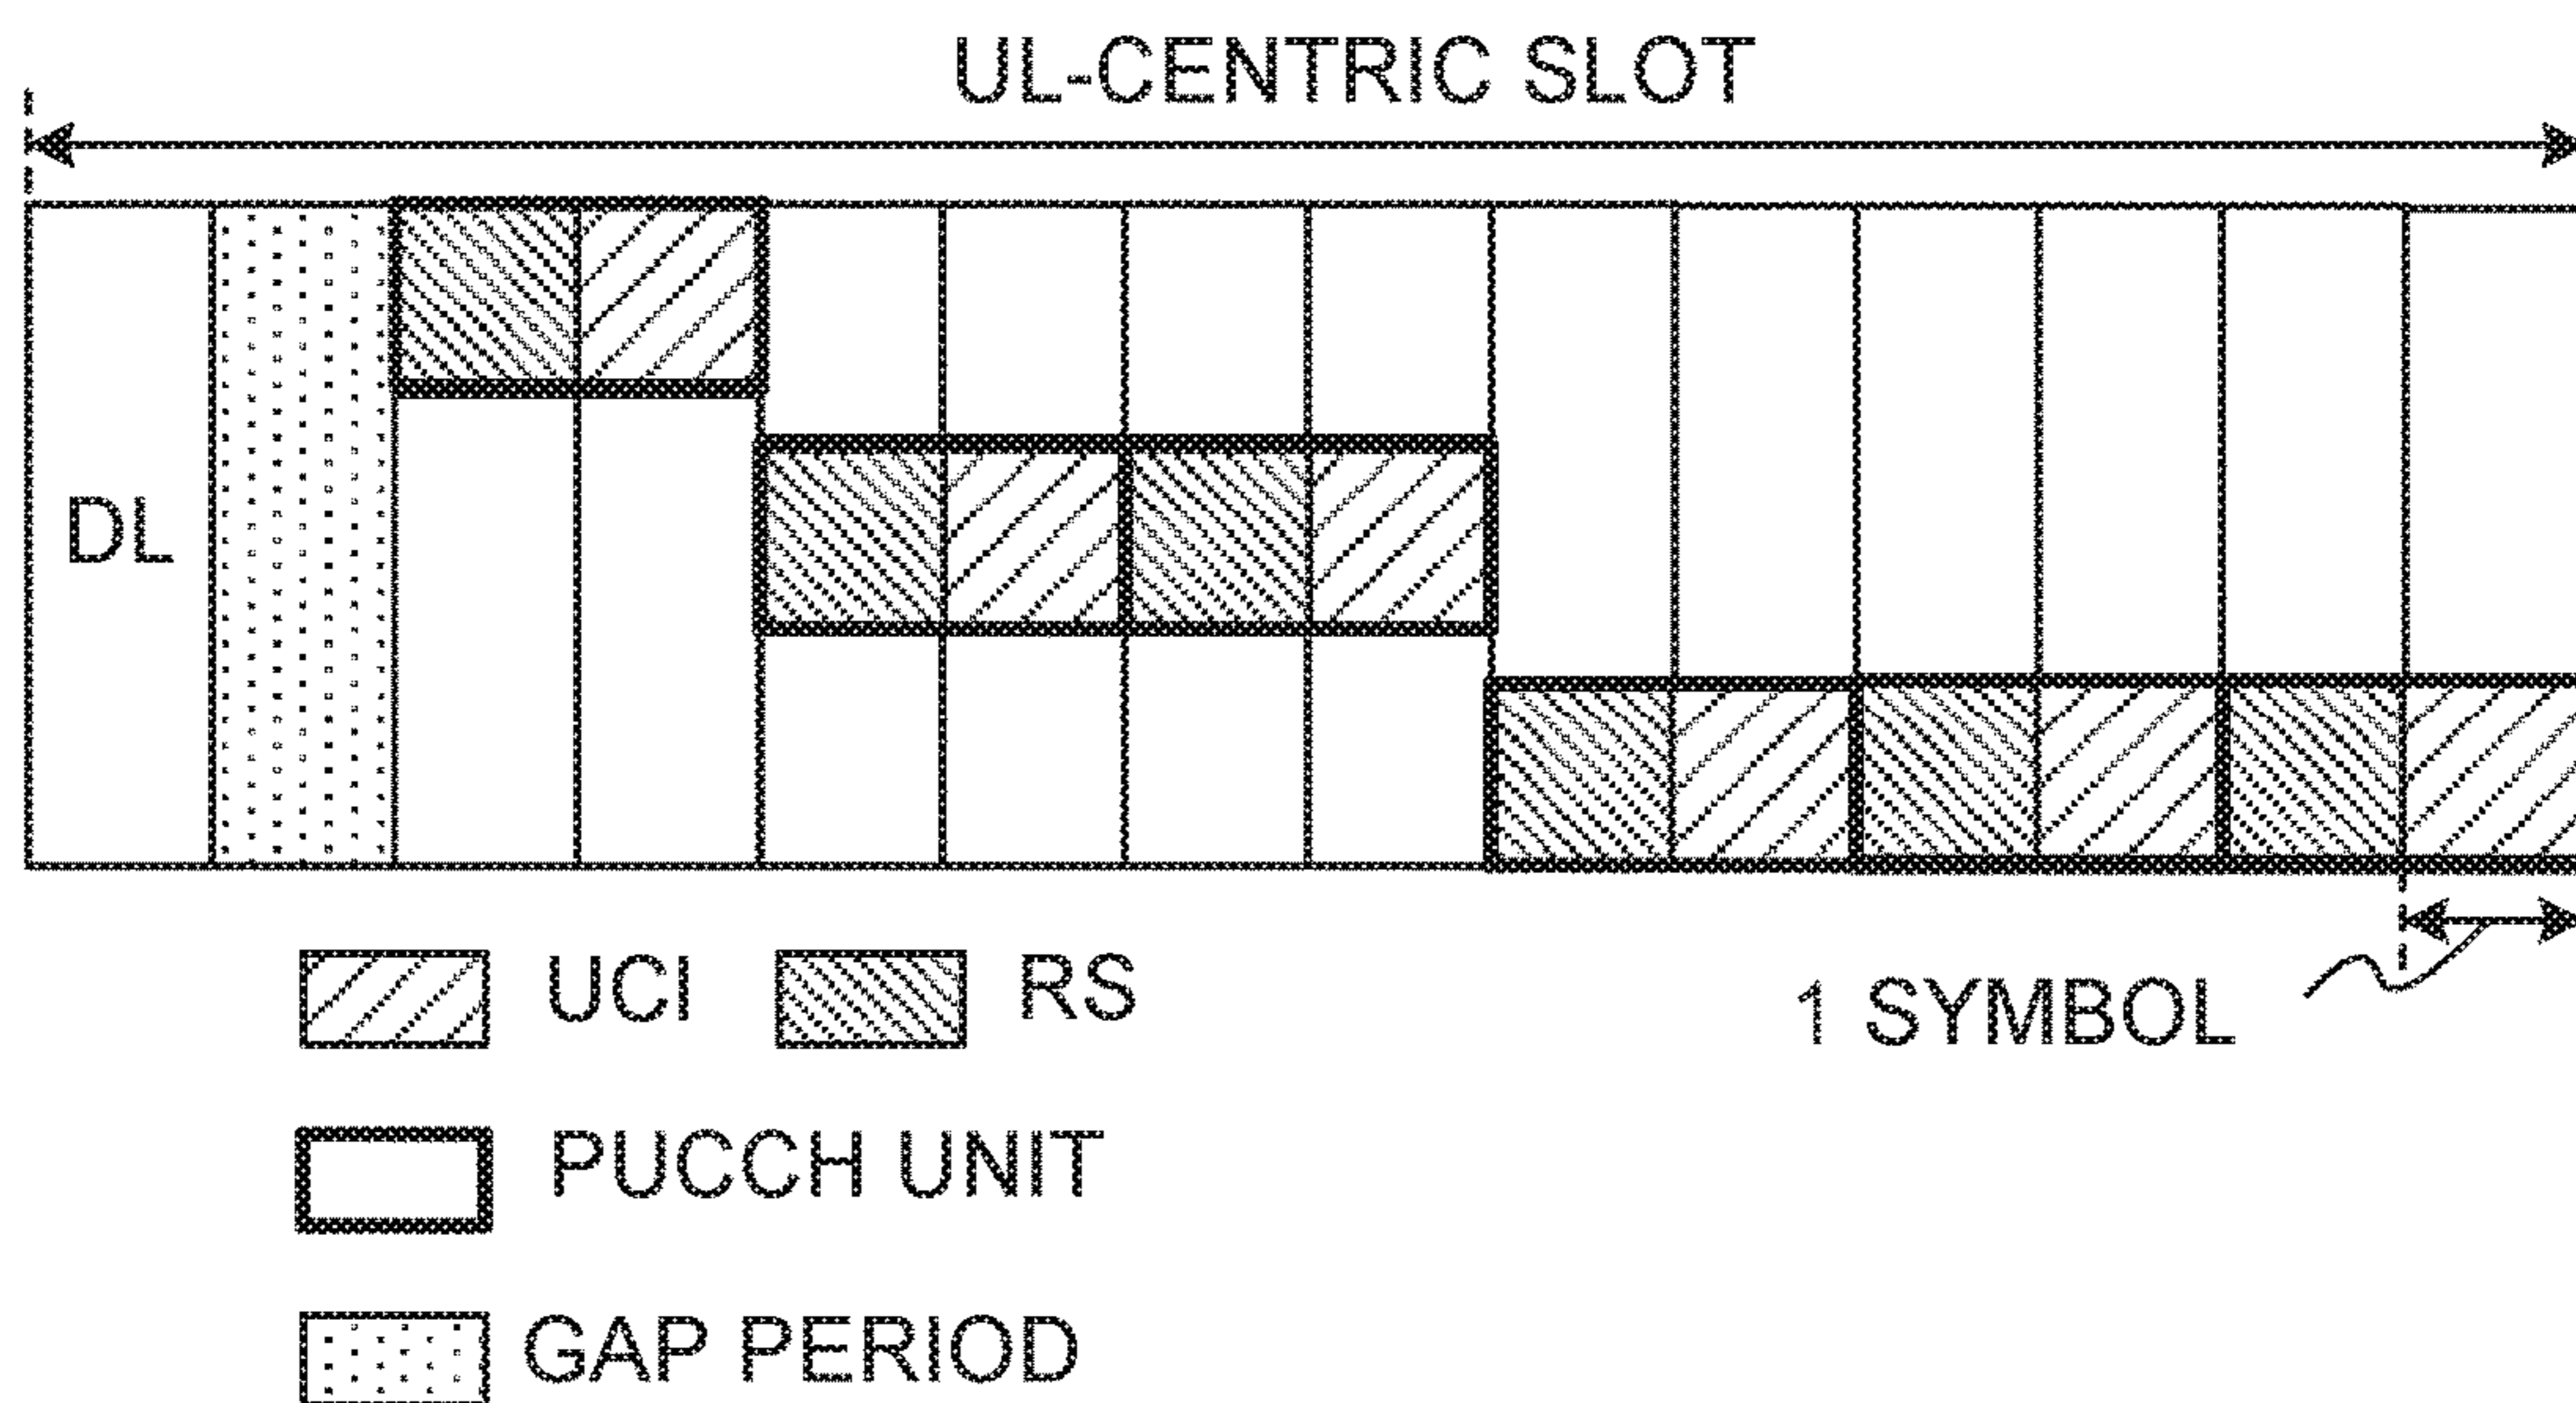 UL-CENTRIC SLOT
DL
UCI RS
1 SYMBOL
PUCCH UNIT
GAP PERIOD